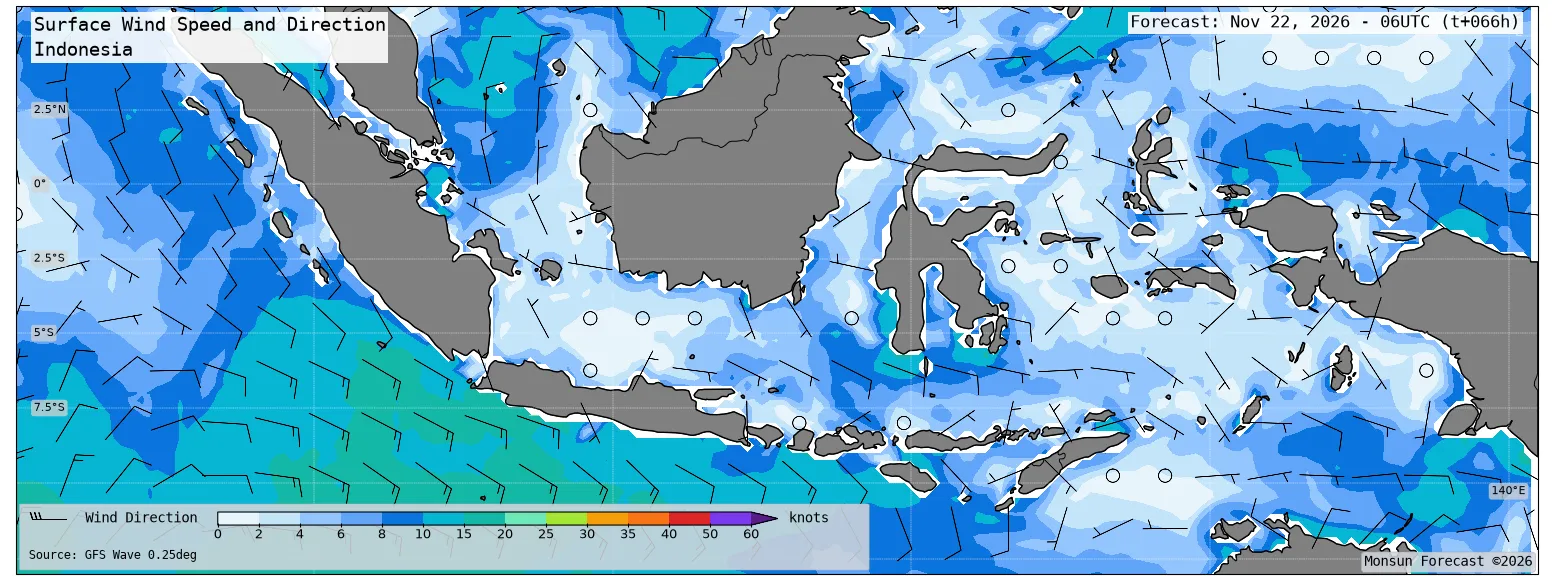 Surface Wind Speed and Direction
Indonesia
Forecast: Nov 22, 2026 - 06UTC (t+066h)
2.5°N
0°
2.5°S
5°S
7.5°S
140°E
Wind Direction
0 2 4 6 8 10 15 20 25 30 35 40 50 60
knots
Source: GFS Wave 0.25deg
Monsun Forecast ©2026